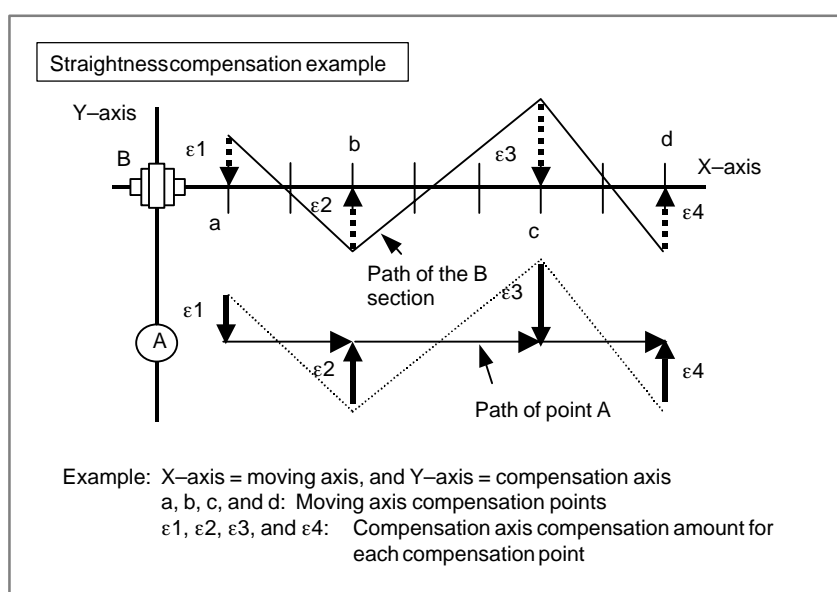 Straightness compensation example
Y–axis
B
ε1
b
ε3
d
X–axis
ε2
a
c
ε4
Path of the B
section
ε1
ε3
A
ε2
ε4
Path of point A
Example: X–axis = moving axis, and Y–axis = compensation axis
a, b, c, and d: Moving axis compensation points
ε1, ε2, ε3, and ε4: Compensation axis compensation amount for
each compensation point